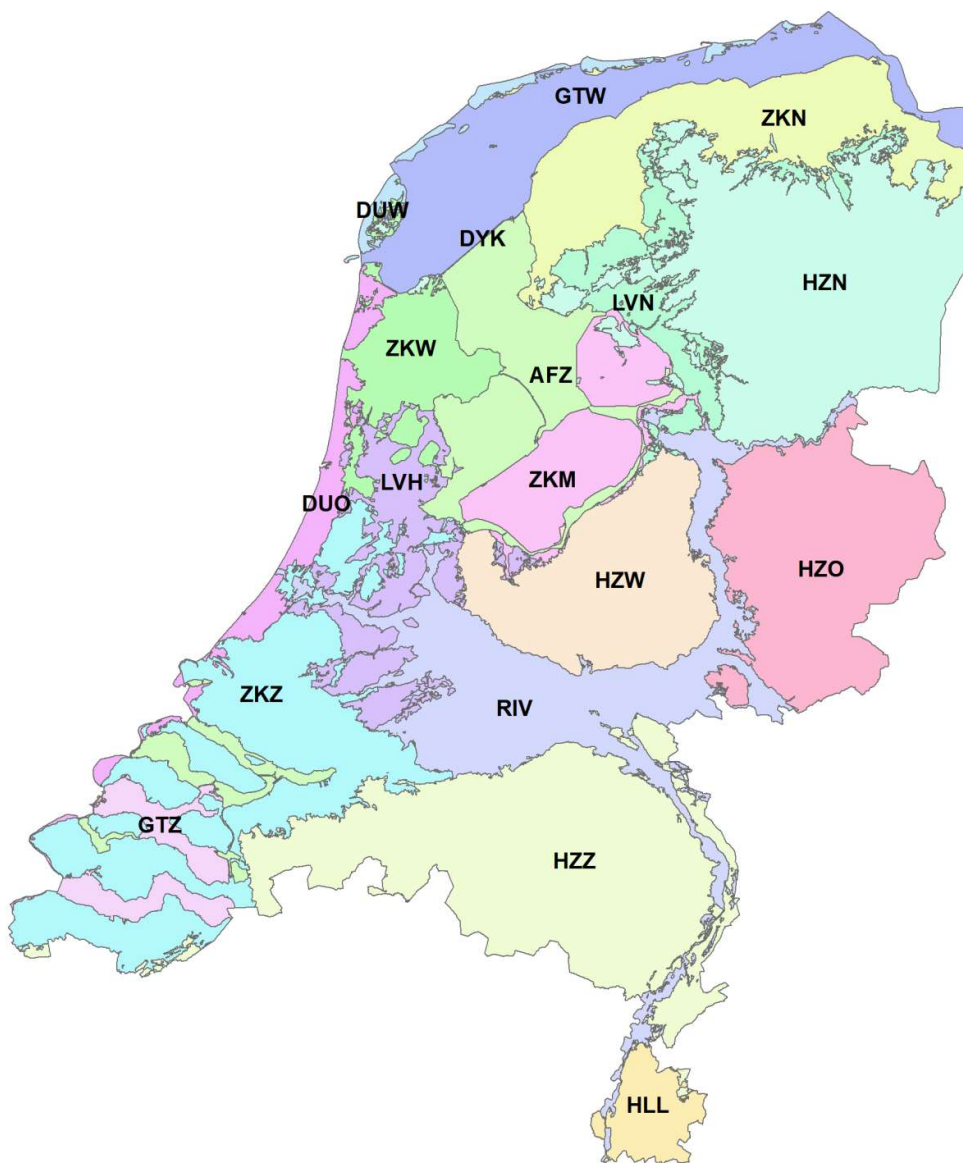 GTW
ZKN
DUW
DYK
HZN
LVN
ZKW
AFZ
LVH
ZKM
DUO
HZW
HZO
ZKZ
RIV
GTZ
HZZ
HLL